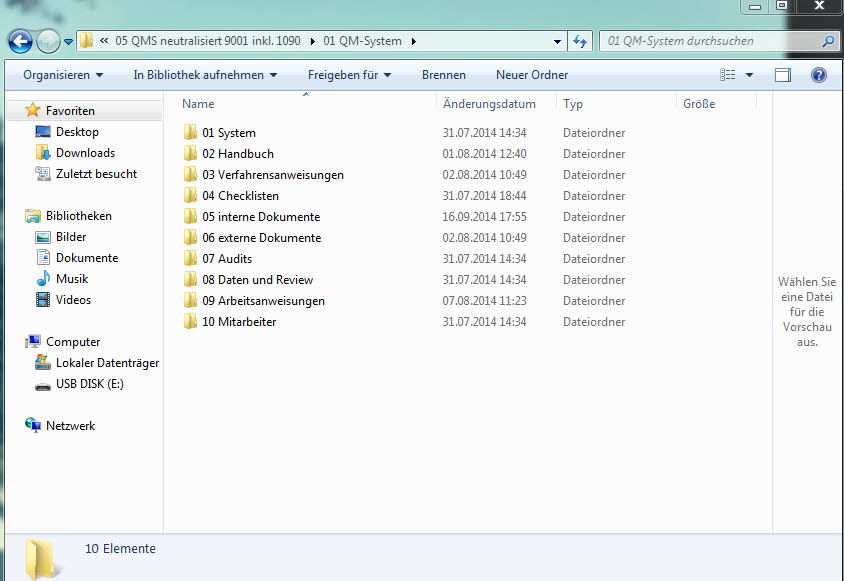 « 05 QMS neutralisiert 9001 inkl. 1090 01 QM-System
01 QM-System durchsuchen
Organisieren In Bibliothek aufnehmen Freigeben für Brennen Neuer Ordner
Favoriten
Desktop
Downloads
Zuletzt besucht
Bibliotheken
Bilder
Dokumente
Musik
Videos
Computer
Lokaler Datenträger
USB DISK (E:)
Netzwerk
Name Änderungsdatum Typ Größe
01 System 31.07.2014 14:34 Dateiordner
02 Handbuch 01.08.2014 12:40 Dateiordner
03 Verfahrensanweisungen 02.08.2014 10:49 Dateiordner
04 Checklisten 31.07.2014 18:44 Dateiordner
05 interne Dokumente 16.09.2014 17:55 Dateiordner
06 externe Dokumente 02.08.2014 10:49 Dateiordner
07 Audits 31.07.2014 14:34 Dateiordner
08 Daten und Review 31.07.2014 14:34 Dateiordner
09 Arbeitsanweisungen 07.08.2014 11:23 Dateiordner
10 Mitarbeiter 31.07.2014 14:34 Dateiordner
Wählen Sie
eine Datei
für die
Vorschau
aus.
10 Elemente